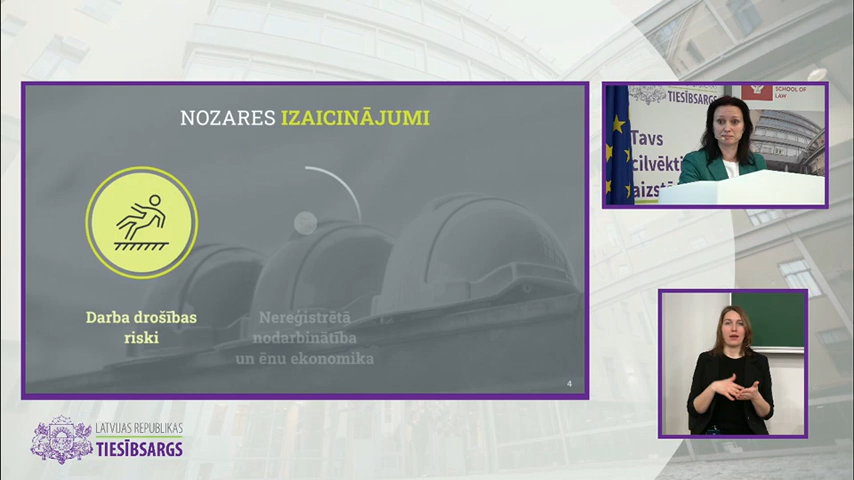 NOZARES IZAICINĀJUMI
Darba drošības
riski
Nereģistrētā
nodarbinātība
un ēnu ekonomika
4
TIESĪBSARGS
SCHOOL OF
LAW
Tavs
cilvēkti
aizst
LATVIJAS REPUBLIKAS
TIESĪBSARGS